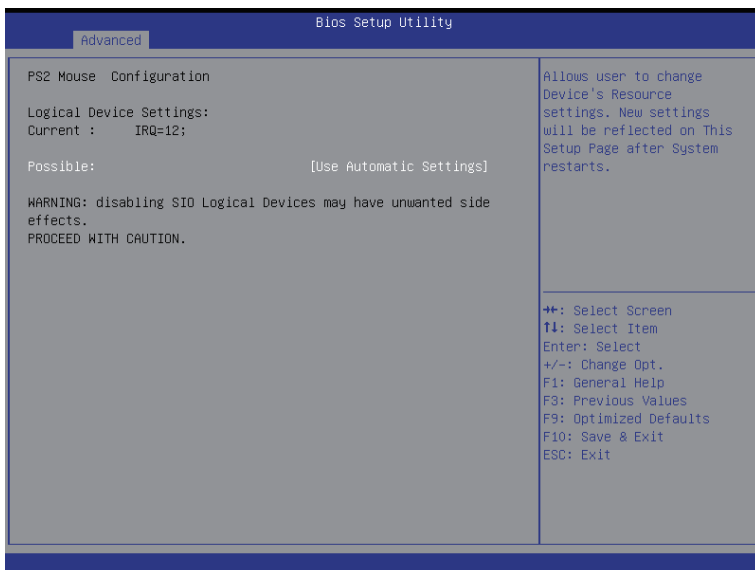 Bios Setup Utility
Advanced
PS2 Mouse Configuration
Logical Device Settings:
Current : IRQ=12;
Possible: [Use Automatic Settings]
WARNING: disabling SIO Logical Devices may have unwanted side
effects.
PROCEED WITH CAUTION.
Allows user to change
Device's Resource
settings. New settings
will be reflected on This
Setup Page after System
restarts.
→←: Select Screen
↑↓: Select Item
Enter: Select
+/-: Change Opt.
F1: General Help
F3: Previous Values
F9: Optimized Defaults
F10: Save & Exit
ESC: Exit